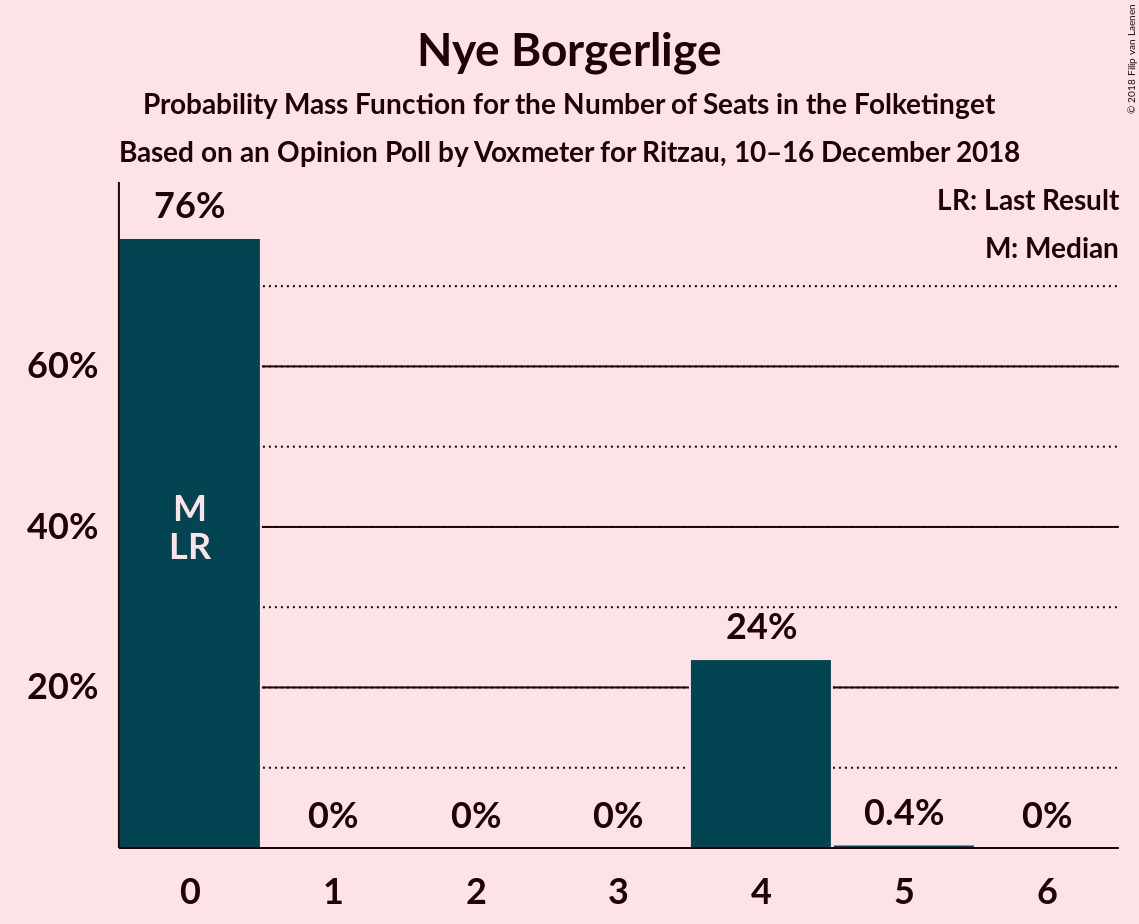 Nye Borgerlige
Probability Mass Function for the Number of Seats in the Folketinget
Based on an Opinion Poll by Voxmeter for Ritzau, 10–16 December 2018
© 2018 Filip van Laenen
LR: Last Result
M: Median
76%
60%
40%
20%
M
LR
0%
0%
0%
24%
0.4%
0%
0
1
2
3
4
5
6